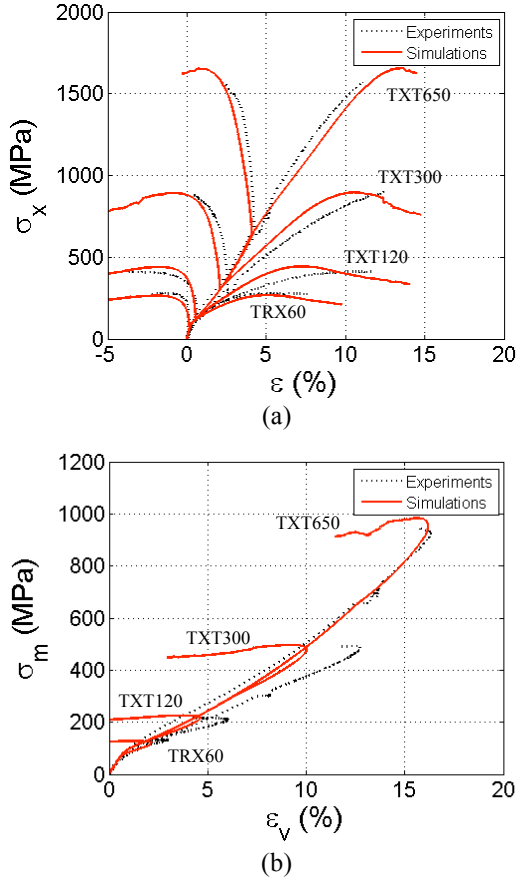 2000
1500
1000
500
0
σx (MPa)
Experiments
Simulations
TXT650
TXT300
TXT120
TRX60
-5 0 5 10 15 20
ε (%)
(a)
1200
1000
800
600
400
200
0
σm (MPa)
Experiments
Simulations
TXT650
TXT300
TXT120
TRX60
0 5 10 15 20
εv (%)
(b)